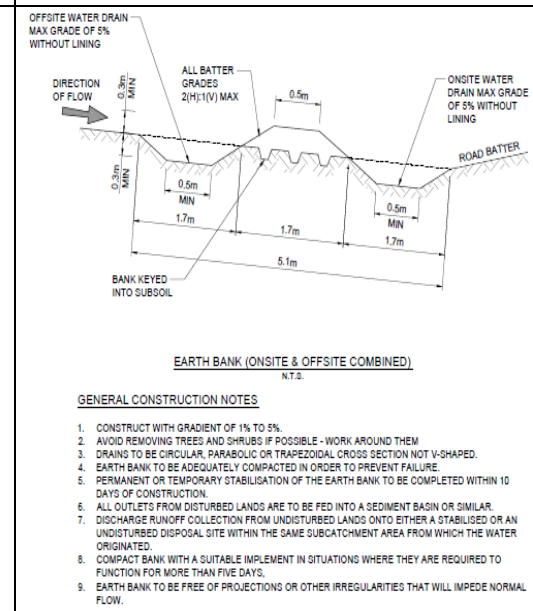 OFFSITE WATER DRAIN
MAX GRADE OF 5%
WITHOUT LINING
DIRECTION
OF FLOW
0.3m
MIN
0.3m
MIN
ALL BATTER
GRADES
2(H):1(V) MAX
0.5m
ONSITE WATER
DRAIN MAX GRADE
OF 5% WITHOUT
LINING
ROAD BATTER
0.5m
MIN
0.5m
MIN
1.7m
1.7m
1.7m
5.1m
BANK KEYED
INTO SUBSOIL
EARTH BANK (ONSITE & OFFSITE COMBINED)
N.T.S.
GENERAL CONSTRUCTION NOTES
1. CONSTRUCT WITH GRADIENT OF 1% TO 5%.
2. AVOID REMOVING TREES AND SHRUBS IF POSSIBLE - WORK AROUND THEM
3. DRAINS TO BE CIRCULAR, PARABOLIC OR TRAPEZOIDAL CROSS SECTION NOT V-SHAPED.
4. EARTH BANK TO BE ADEQUATELY COMPACTED IN ORDER TO PREVENT FAILURE.
5. PERMANENT OR TEMPORARY STABILISATION OF THE EARTH BANK TO BE COMPLETED WITHIN 10
DAYS OF CONSTRUCTION.
6. ALL OUTLETS FROM DISTURBED LANDS ARE TO BE FED INTO A SEDIMENT BASIN OR SIMILAR.
7. DISCHARGE RUNOFF COLLECTION FROM UNDISTURBED LANDS ONTO EITHER A STABILISED OR AN
UNDISTURBED DISPOSAL SITE WITHIN THE SAME SUBCATCHMENT AREA FROM WHICH THE WATER
ORIGINATED.
8. COMPACT BANK WITH A SUITABLE IMPLEMENT IN SITUATIONS WHERE THEY ARE REQUIRED TO
FUNCTION FOR MORE THAN FIVE DAYS,
9. EARTH BANK TO BE FREE OF PROJECTIONS OR OTHER IRREGULARITIES THAT WILL IMPEDE NORMAL
FLOW.